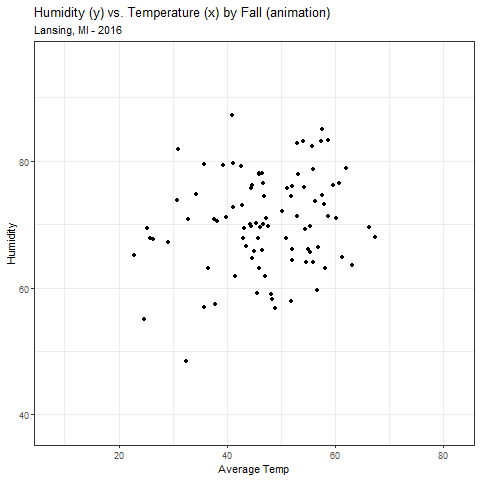 Humidity (y) vs. Temperature (x) by Fall (animation)
Lansing, MI - 2016
Humidity
80
60
40
20 40 60 80
Average Temp